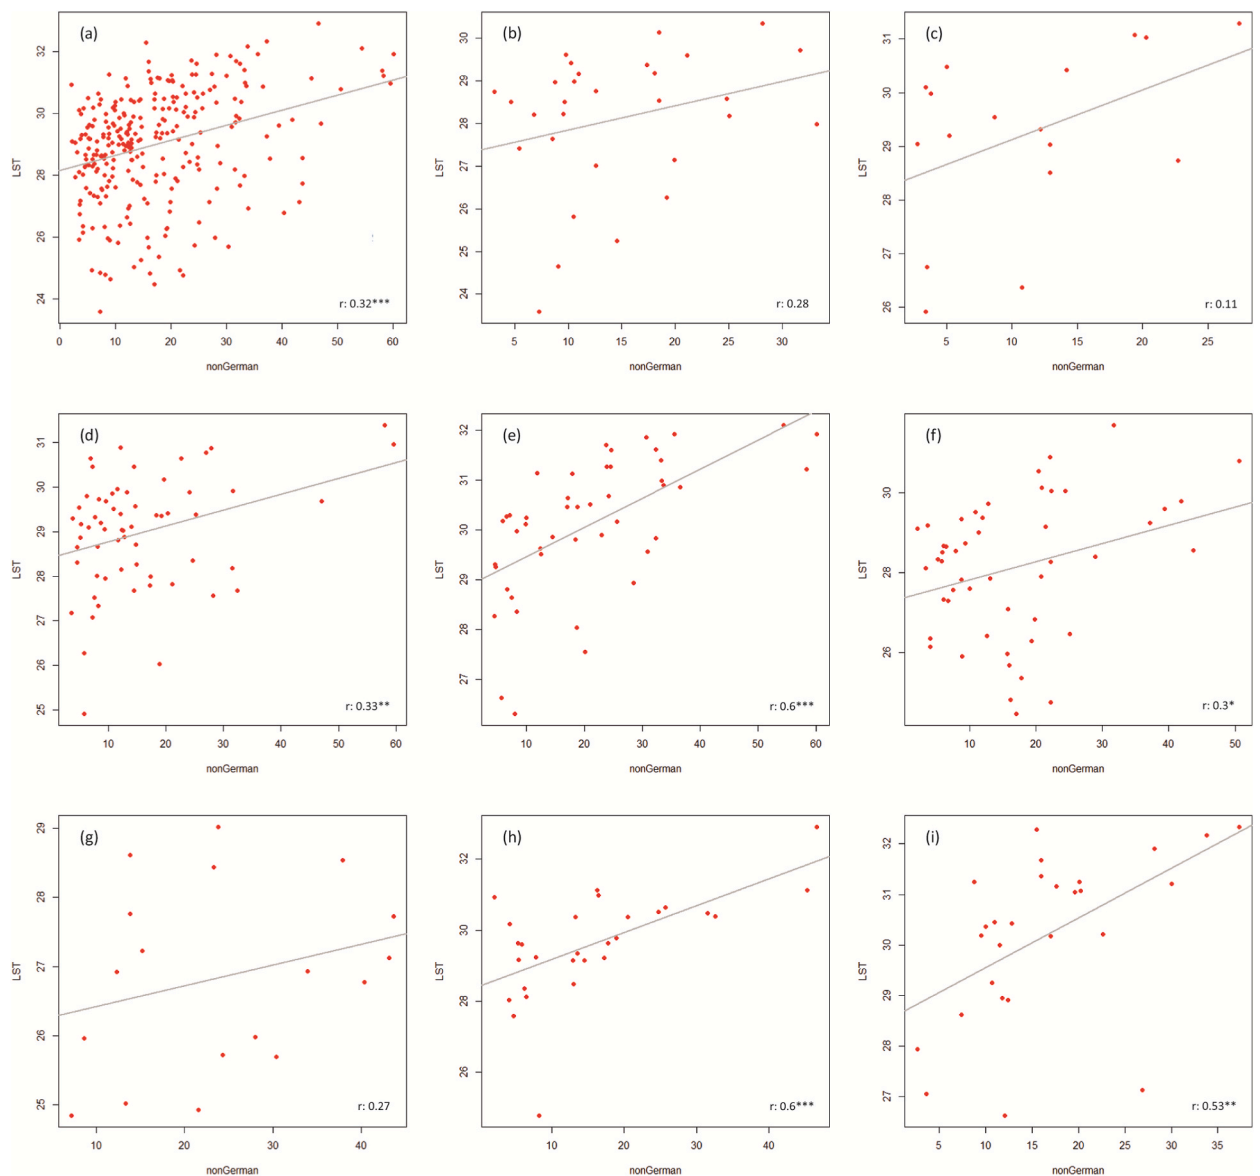 (a)
LST
32
30
28
26
24
0 10 20 30 40 50 60
nonGerman
r: 0.32***
(b)
LST
30
29
28
27
26
25
24
5 10 15 20 25 30
nonGerman
r: 0.28
(c)
LST
31
30
29
28
27
26
5 10 15 20 25
nonGerman
r: 0.11
(d)
LST
31
30
29
28
27
26
25
10 20 30 40 50 60
nonGerman
r: 0.33**
(e)
LST
32
31
30
29
28
27
10 20 30 40 50 60
nonGerman
r: 0.6***
(f)
LST
30
28
26
10 20 30 40 50
nonGerman
r: 0.3*
(g)
LST
29
28
27
26
25
10 20 30 40
nonGerman
r: 0.27
(h)
LST
32
30
28
26
10 20 30 40
nonGerman
r: 0.6***
(i)
LST
32
31
30
29
28
27
5 10 15 20 25 30 35
nonGerman
r: 0.53**